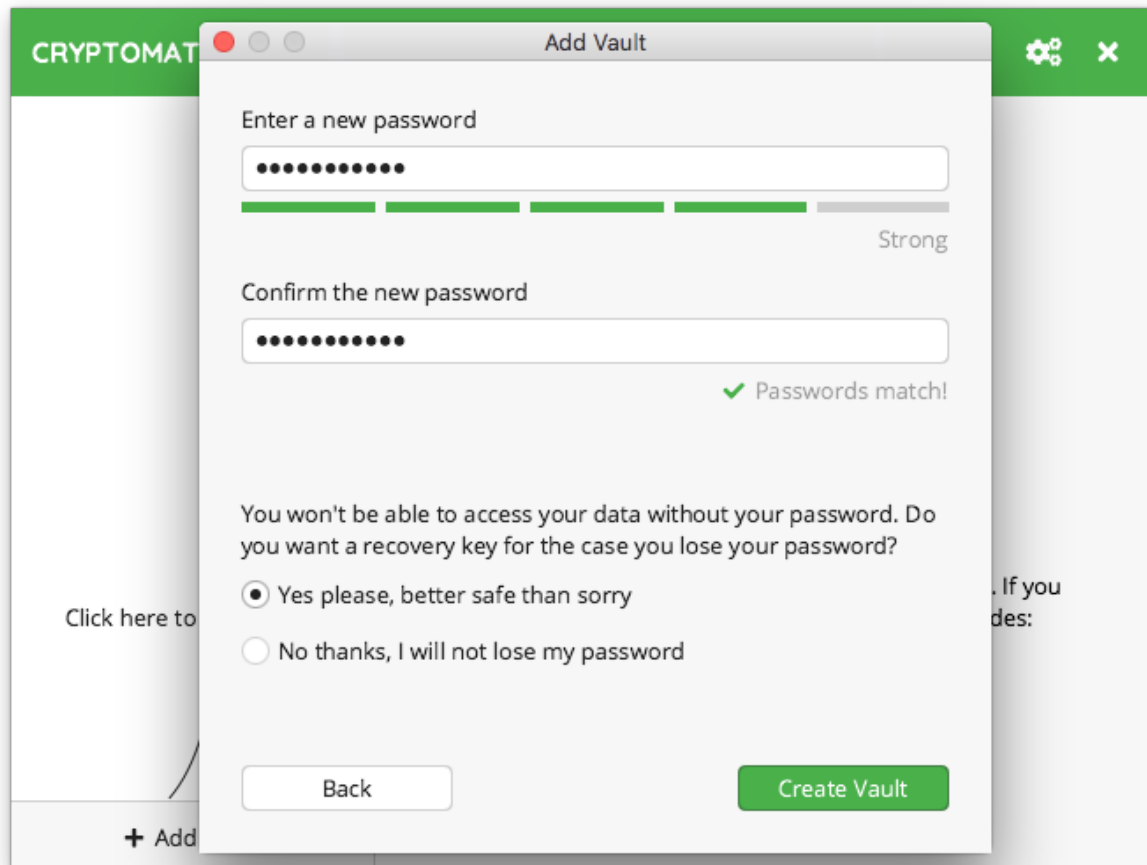 CRYPTOMAT
Add Vault
Enter a new password
•••••••••••
Strong
Confirm the new password
•••••••••••
Passwords match!
You won't be able to access your data without your password. Do
you want a recovery key for the case you lose your password?
Yes please, better safe than sorry
No thanks, I will not lose my password
Click here to
. If you
des:
Back
Create Vault
+ Add